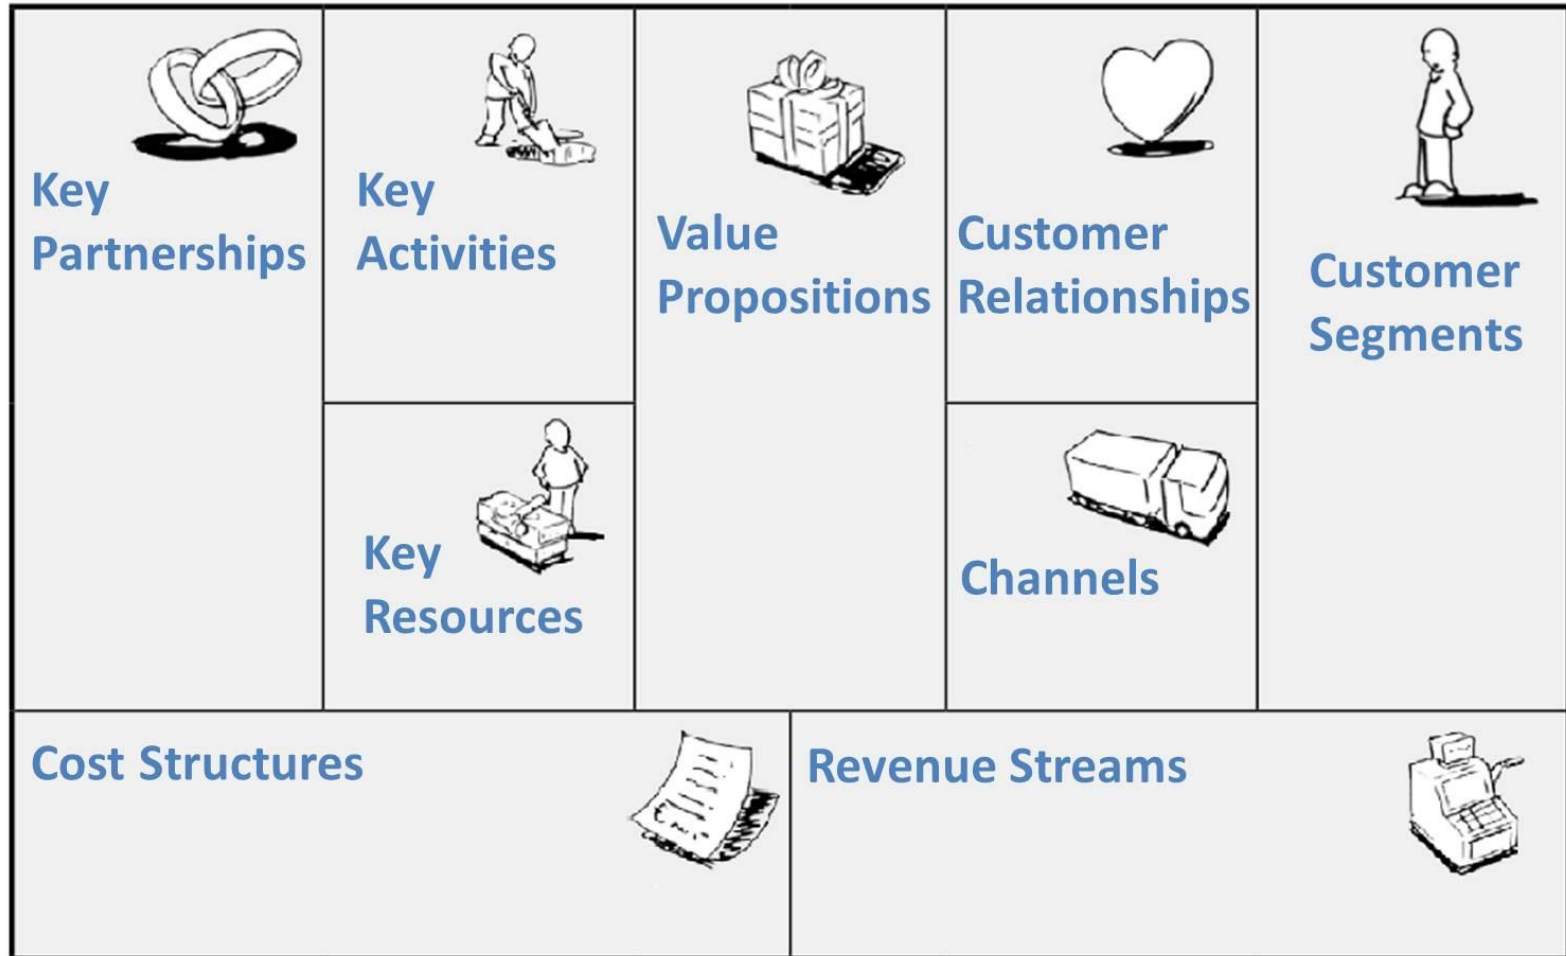 Key
Partnerships
Key
Activities
Key
Resources
Value
Propositions
Customer
Relationships
Channels
Customer
Segments
Cost Structures
Revenue Streams